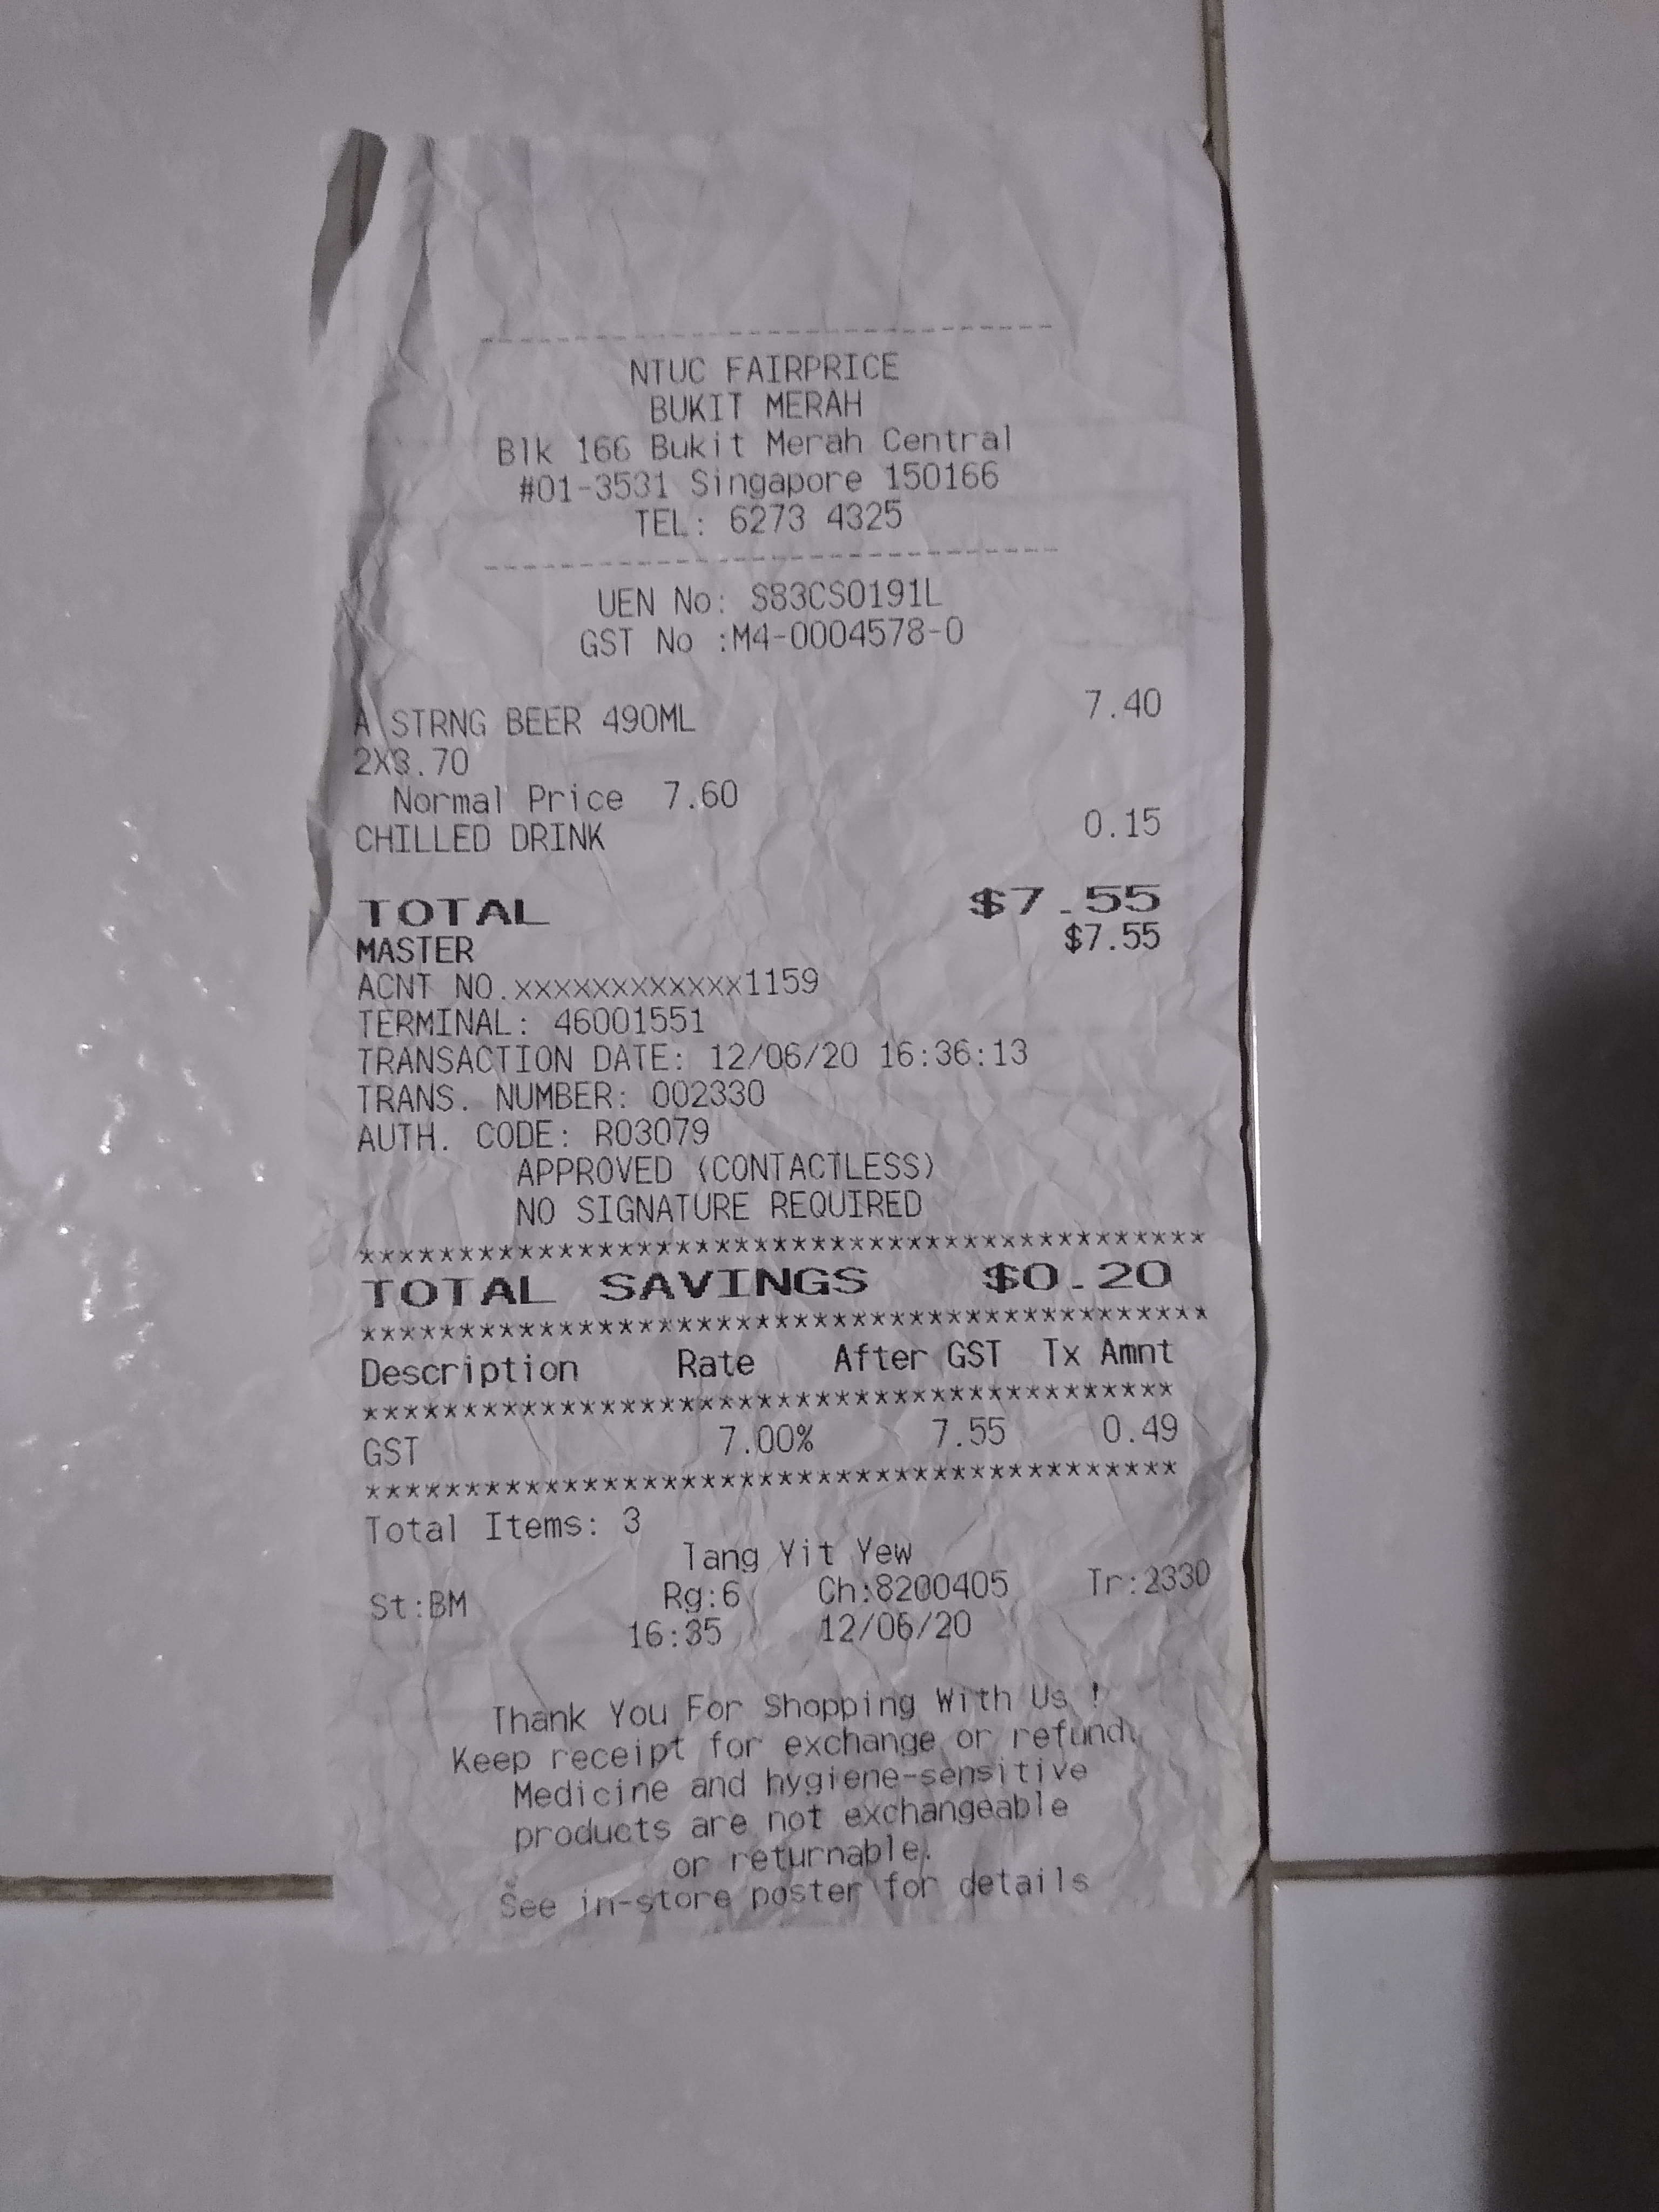 --------------------------------
NTUC FAIRPRICE
BUKIT MERAH
Blk 166 Bukit Merah Central
#01-3531 Singapore 150166
TEL: 6273 4325
--------------------------------
UEN No: S83CS0191L
GST No :M4-0004578-0
A STRNG BEER 490ML 7.40
2X3.70
Normal Price 7.60
CHILLED DRINK 0.15
TOTAL $7.55
MASTER $7.55
ACNT NO.xxxxxxxxxxxx1159
TERMINAL: 46001551
TRANSACTION DATE: 12/06/20 16:36:13
TRANS. NUMBER: 002330
AUTH. CODE: R03079
APPROVED (CONTACTLESS)
NO SIGNATURE REQUIRED
*******************************************
TOTAL SAVINGS $0.20
*******************************************
Description Rate After GST Tx Amnt
*****************************************
GST 7.00% 7.55 0.49
*****************************************
Total Items: 3
Tang Yit Yew
St:BM Rg:6 Ch:8200405 Tr:2330
16:35 12/06/20
Thank You For Shopping With Us !
Keep receipt for exchange or refund.
Medicine and hygiene-sensitive
products are not exchangeable
or returnable.
See in-store poster for details